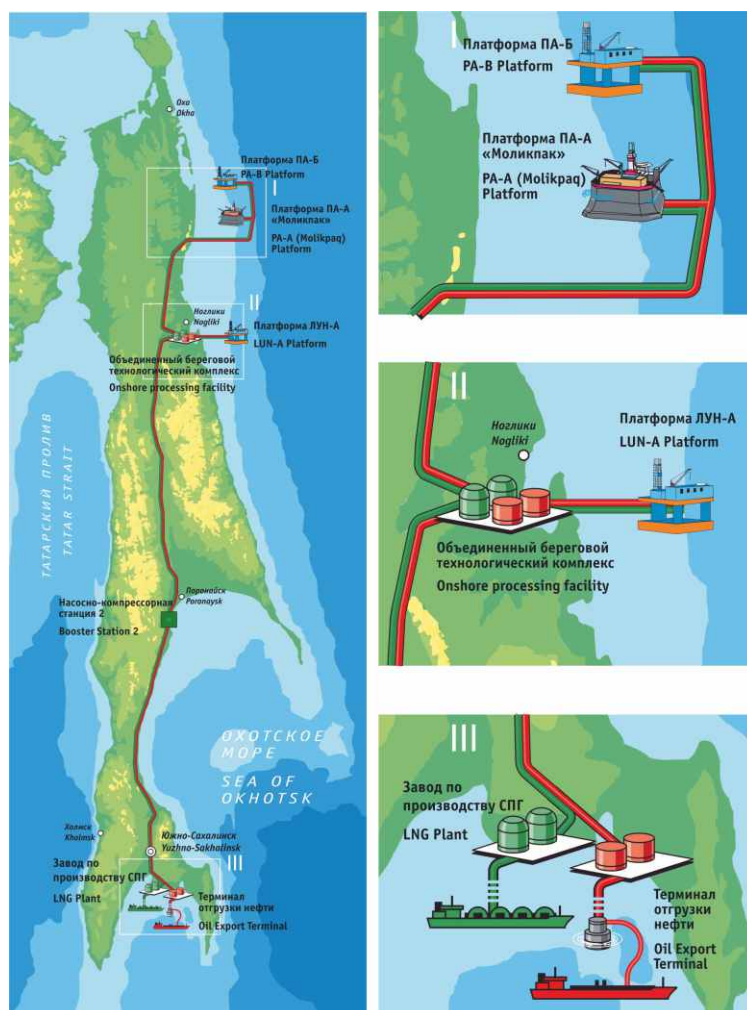 Оха
Okha
Платформа ПА-Б
PA-B Platform
I
Платформа ПА-А
«Моликпак»
PA-A (Molikpaq)
Platform
II
Ноглики
Nogliki
Платформа ЛУН-А
LUN-A Platform
Объединенный береговой
технологический комплекс
Onshore processing facility
ТАТАРСКИЙ ПРОЛИВ
TATAR STRAIT
Поронайск
Poronaysk
Насосно-компрессорная
станция 2
Booster Station 2
ОХОТСКОЕ
МОРЕ
SEA OF
OKHOTSK
Холмск
Kholmsk
Южно-Сахалинск
Yuzhno-Sakhalinsk
III
Завод по
производству СПГ
LNG Plant
Терминал
отгрузки нефти
Oil Export Terminal
I
Платформа ПА-Б
PA-B Platform
Платформа ПА-А
«Моликпак»
PA-A (Molikpaq)
Platform
II
Ноглики
Nogliki
Платформа ЛУН-А
LUN-A Platform
Объединенный береговой
технологический комплекс
Onshore processing facility
III
Завод по
производству СПГ
LNG Plant
Терминал
отгрузки
нефти
Oil Export
Terminal